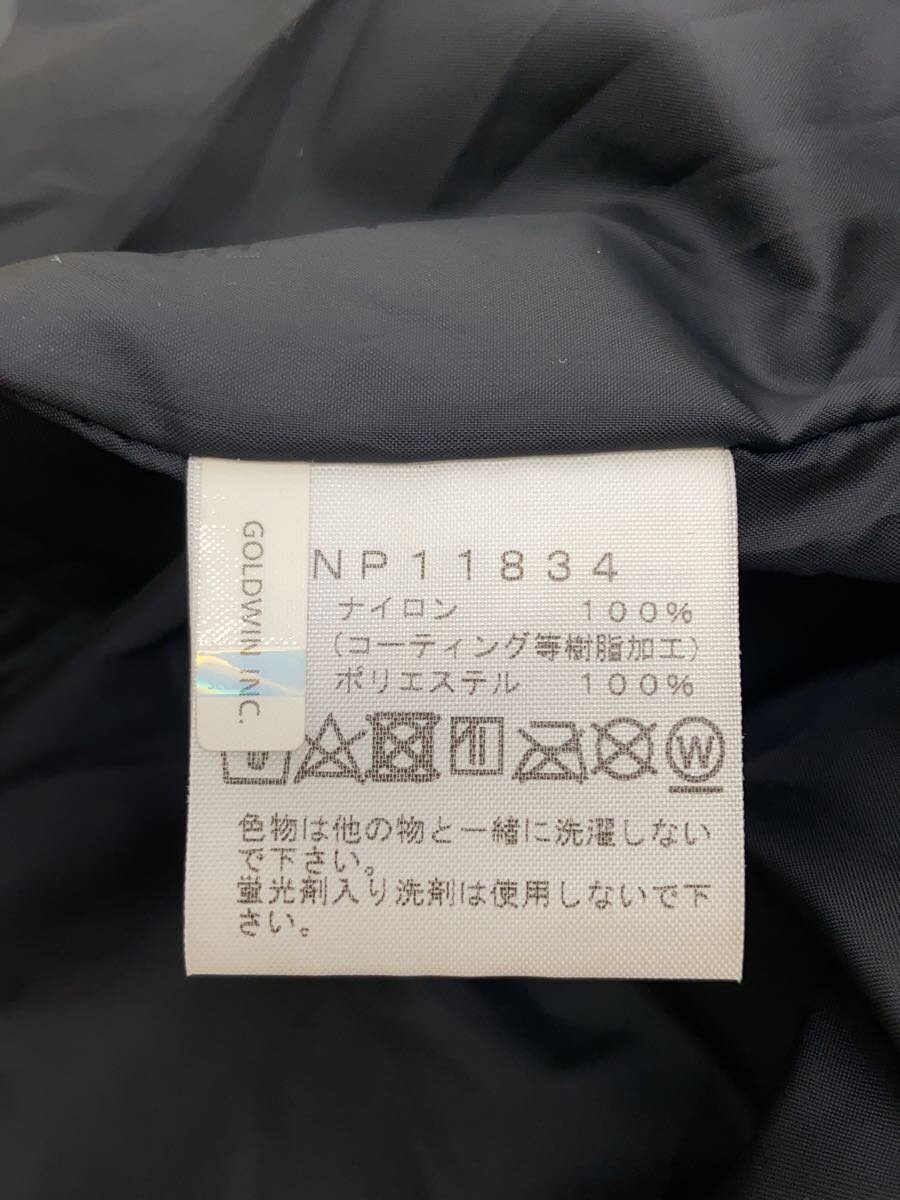 GOLDWIN INC.
NP11834
ナイロン 100%
(コーティング等樹脂加工)
ポリエステル 100%
W
色物は他の物と一緒に洗濯しない
で下さい。
蛍光剤入り洗剤は使用しないで下
さい。